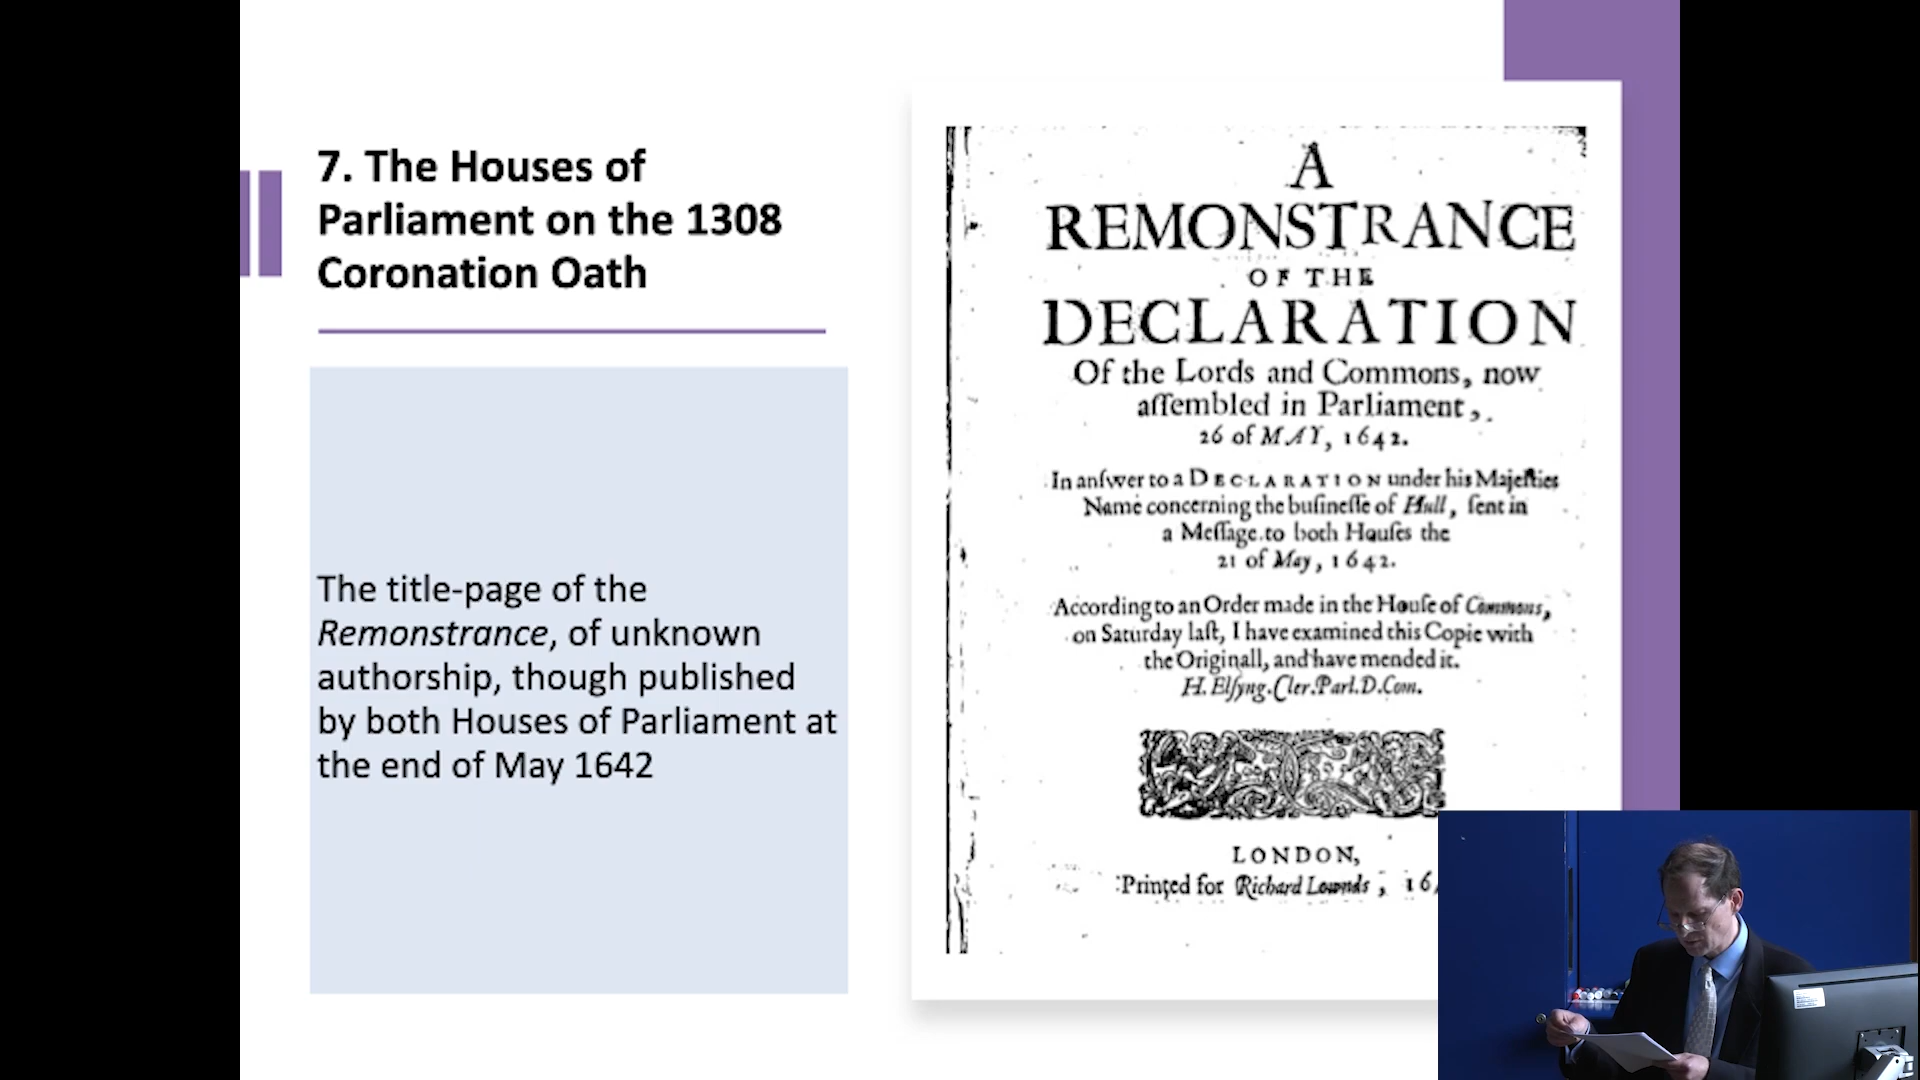 7. The Houses of
Parliament on the 1308
Coronation Oath
The title-page of the
Remonstrance, of unknown
authorship, though published
by both Houses of Parliament at
the end of May 1642
A
REMONSTRANCE
OF THE
DECLARATION
Of the Lords and Commons, now
aſſembled in Parliament,
26 of MAY, 1642.
In anſwer to a DECLARATION under his Majeſties
Name concerning the buſineſſe of Hull, ſent in
a Meſſage to both Houſes the
21 of May, 1642.
According to an Order made in the Houſe of Commons,
on Saturday laſt, I have examined this Copie with
the Originall, and have mended it.
H. Elſyng. Cler. Parl. D. Com.
LONDON,
Printed for Richard Lownds, 16